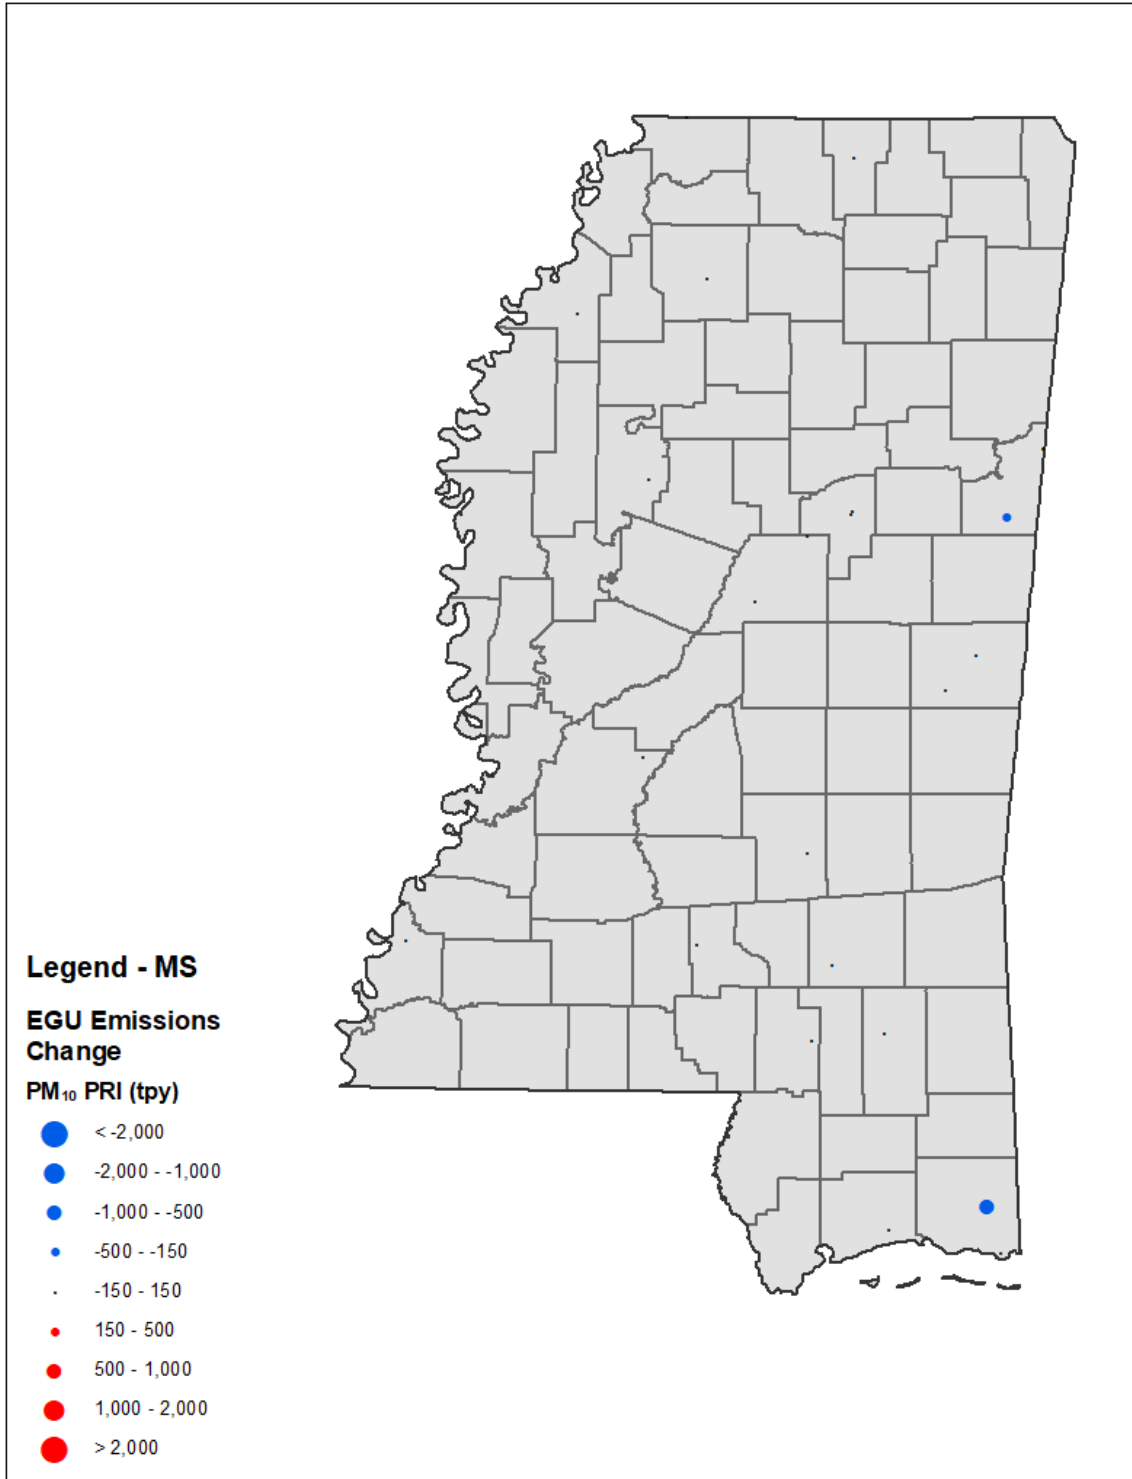 Legend - MS
EGU Emissions
Change
PM₁₀ PRI (tpy)
< -2,000
-2,000 - -1,000
-1,000 - -500
-500 - -150
-150 - 150
150 - 500
500 - 1,000
1,000 - 2,000
> 2,000